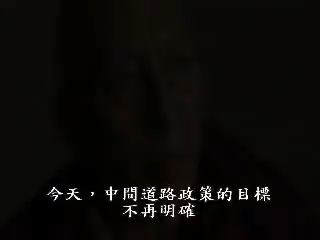 今天，中間道路政策的目標
不再明確